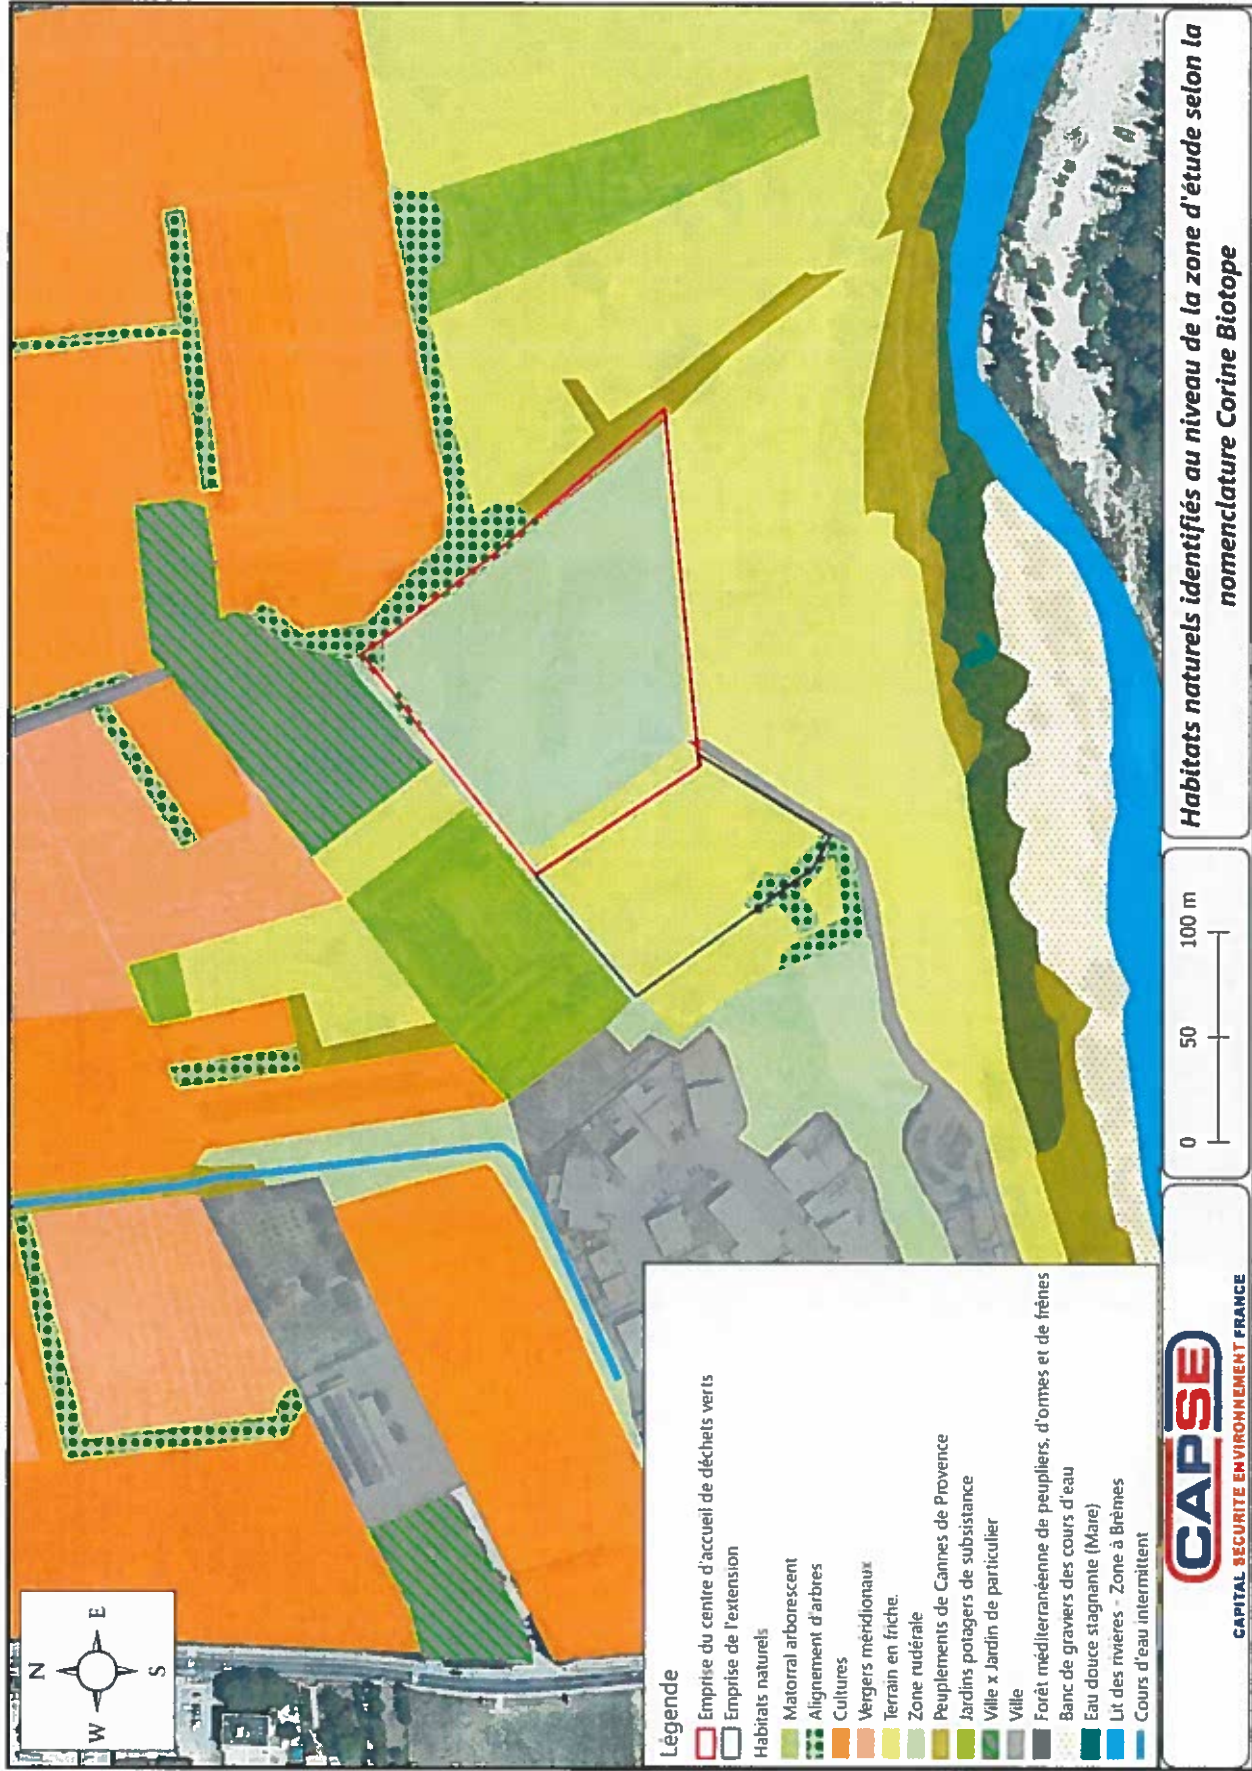 N
W
E
S
Légende
Emprise du centre d'accueil de déchets verts
Emprise de l'extension
Habitats naturels
Matorral arborescent
Alignement d'arbres
Cultures
Vergers méridionaux
Terrain en friche
Zone rudérale
Peuplements de Cannes de Provence
Jardins potagers de subsistance
Ville x Jardin de particulier
Ville
Forêt méditerranéenne de peupliers, d'ormes et de frênes
Banc de graviers des cours d'eau
Eau douce stagnante (Mare)
Lit des rivières - Zone à Brèmes
Cours d'eau intermittent
CAPSE
CAPITAL SECURITE ENVIRONNEMENT FRANCE
0 50 100 m
Habitats naturels identifiés au niveau de la zone d'étude selon la
nomenclature Corine Biotope